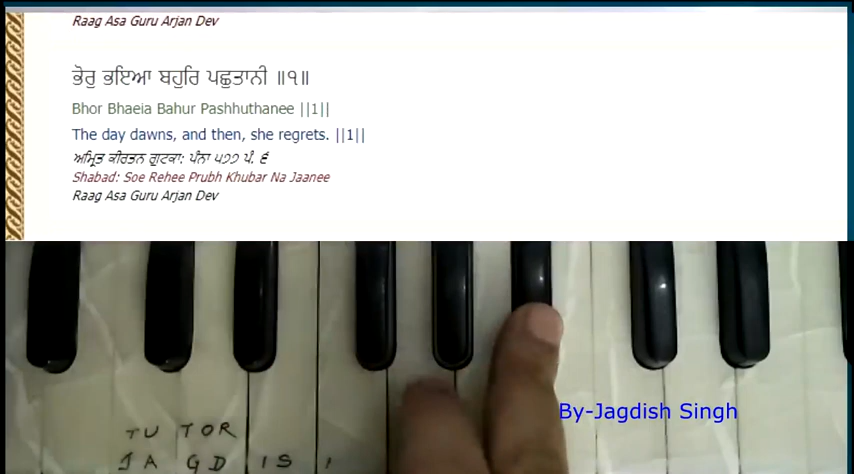 Raag Asa Guru Arjan Dev
ਭੋਰੁ ਭਇਆ ਬਹੁਰਿ ਪਛੁਤਾਨੀ ॥੧॥
Bhor Bhaeia Bahur Pashhuthanee ||1||
The day dawns, and then, she regrets. ||1||
ਅਮ੍ਰਿਤ ਕੀਰਤਨ ਗੁਟਕਾ: ਪੰਨਾ ੫੭੭ ਪੰ. ੬
Shabad: Soe Rehee Prubh Khubar Na Jaanee
Raag Asa Guru Arjan Dev
By-Jagdish Singh
TUTOR
JAGDIS